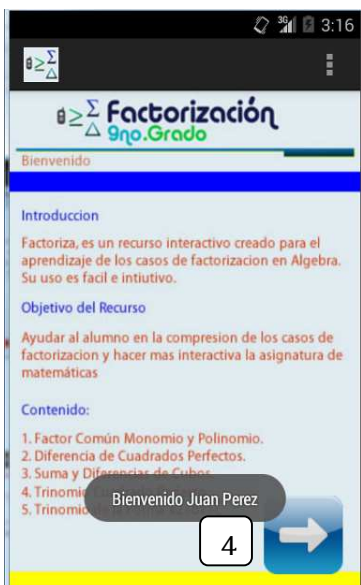 3G 3:16
Factorización
9no.Grado
Bienvenido
Introduccion
Factoriza, es un recurso interactivo creado para el
aprendizaje de los casos de factorizacion en Algebra.
Su uso es facil e intiutivo.
Objetivo del Recurso
Ayudar al alumno en la compresion de los casos de
factorizacion y hacer mas interactiva la asignatura de
matemáticas
Contenido:
1. Factor Común Monomio y Polinomio.
2. Diferencia de Cuadrados Perfectos.
3. Suma y Diferencias de Cubos.
4. Trinomio
5. Trinomio
Bienvenido Juan Perez
4